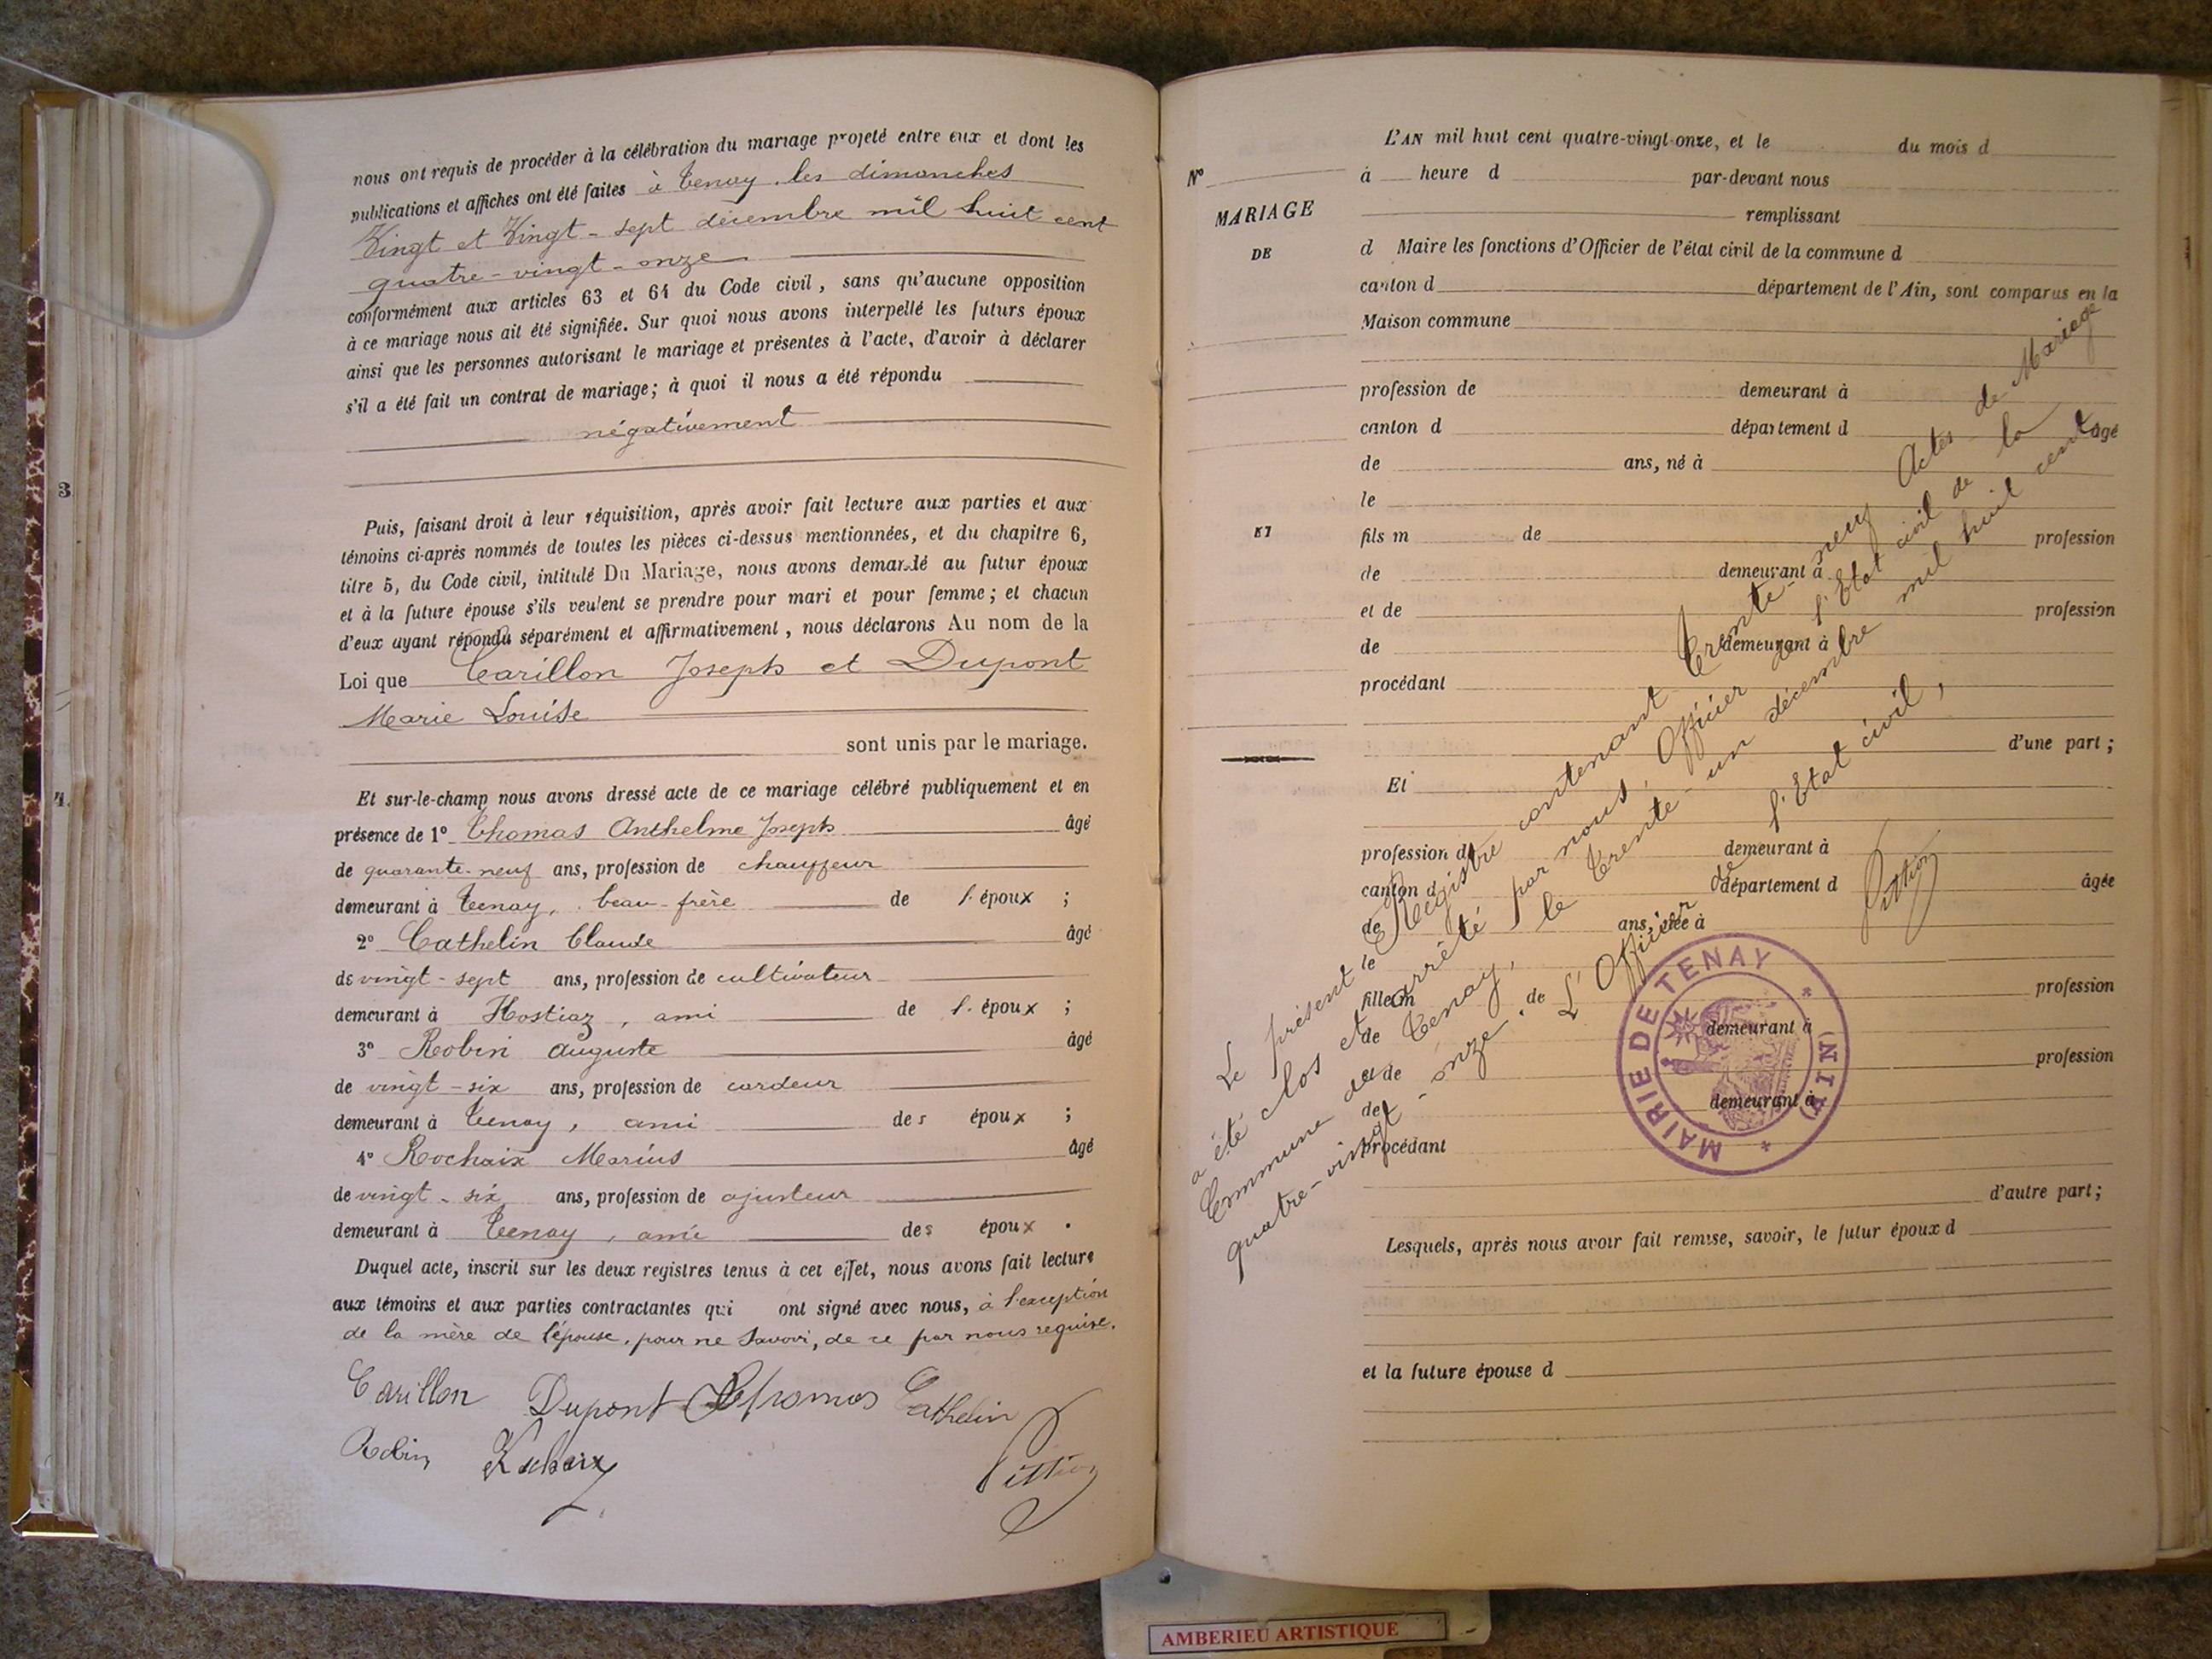 nous ont requis de procéder à la célébration du mariage projeté entre eux et dont les
publications et affiches ont été faites à Tenay, les dimanches
Vingt et Vingt-sept décembre mil huit cent
quatre-vingt-onze
conformément aux articles 63 et 64 du Code civil, sans qu'aucune opposition
à ce mariage nous ait été signifiée. Sur quoi nous avons interpellé les futurs époux
ainsi que les personnes autorisant le mariage et présentes à l'acte, d'avoir à déclarer
s'il a été fait un contrat de mariage; à quoi il nous a été répondu
négativement
Puis, faisant droit à leur réquisition, après avoir fait lecture aux parties et aux
témoins ci-après nommés de toutes les pièces ci-dessus mentionnées, et du chapitre 6,
titre 5, du Code civil, intitulé Du Mariage, nous avons demandé au futur époux
et à la future épouse s'ils veulent se prendre pour mari et pour femme; et chacun
d'eux ayant répondu séparément et affirmativement, nous déclarons Au nom de la
Loi que Carillon Joseph et Dupont
Marie Louise
sont unis par le mariage.
Et sur-le-champ nous avons dressé acte de ce mariage célébré publiquement et en
présence de 1° Thomas Anthelme Joseph âgé
de quarante-neuf ans, profession de chauffeur
demeurant à Tenay, beau-frère de l'époux ;
2° Cathelin Claude âgé
de vingt-sept ans, profession de cultivateur
demeurant à Hostiaz, ami de l'époux ;
3° Robin Auguste âgé
de vingt-six ans, profession de cardeur
demeurant à Tenay, ami des époux ;
4° Rochaix Marius âgé
de vingt-six ans, profession de ajusteur
demeurant à Tenay, ami des époux .
Duquel acte, inscrit sur les deux registres tenus à cet effet, nous avons fait lecture
aux témoins et aux parties contractantes qui ont signé avec nous, à l'exception
de la mère de l'épouse, pour ne savoir, de ce par nous requise.
Carillon Dupont Thomas Cathelin
Robin Rochaix Pittion
3
4.
N°
MARIAGE
DE
ET
L'AN mil huit cent quatre-vingt-onze, et le du mois d
à heure d par-devant nous
remplissant
d Maire les fonctions d'Officier de l'état civil de la commune d
canton d département de l'Ain, sont comparus en la
Maison commune
profession de demeurant à
canton d département d âgé
de ans, né à
le
fils m de profession
de demeurant à
et de profession
de demeurant à
procédant
d'une part ;
Et
profession d demeurant à
canton d département d âgée
de ans, née à
le
fille m de profession
de demeurant à
et de profession
de demeurant à
procédant
d'autre part ;
Lesquels, après nous avoir fait remise, savoir, le futur époux d
et la future épouse d
Le présent Registre contenant Trente-neuf Actes de Mariage
a été clos et arrêté par nous, Officier de l'Etat civil de la
Commune de Tenay, le Trente-un décembre mil huit cent
quatre-vingt-onze.
L'Officier de l'Etat civil,
Pittion
MAIRIE DE TENAY
(AIN)
AMBERIEU ARTISTIQUE